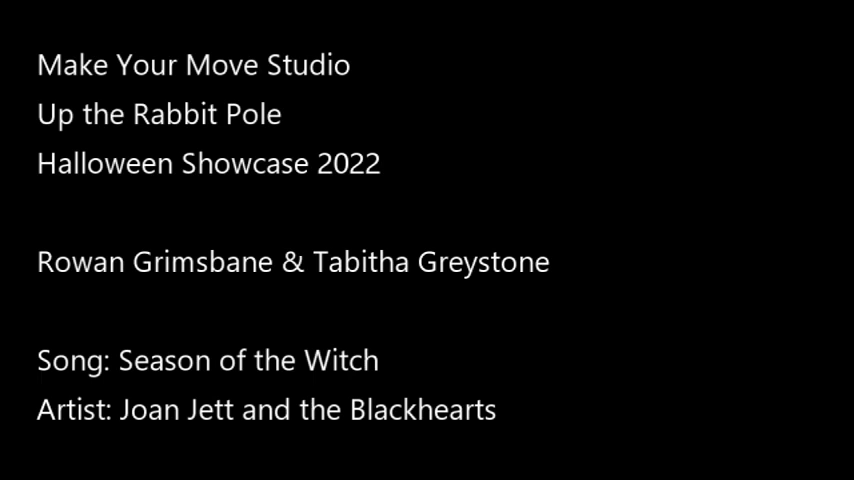 Make Your Move Studio
Up the Rabbit Pole
Halloween Showcase 2022
Rowan Grimsbane & Tabitha Greystone
Song: Season of the Witch
Artist: Joan Jett and the Blackhearts